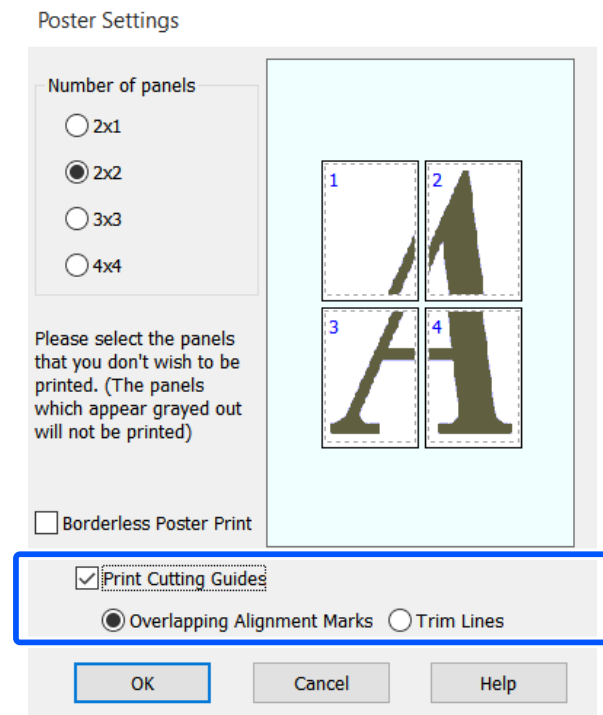 Poster Settings
Number of panels
2x1
2x2
3x3
4x4
1
2
3
4
Please select the panels
that you don't wish to be
printed. (The panels
which appear grayed out
will not be printed)
Borderless Poster Print
Print Cutting Guides
Overlapping Alignment Marks
Trim Lines
OK
Cancel
Help